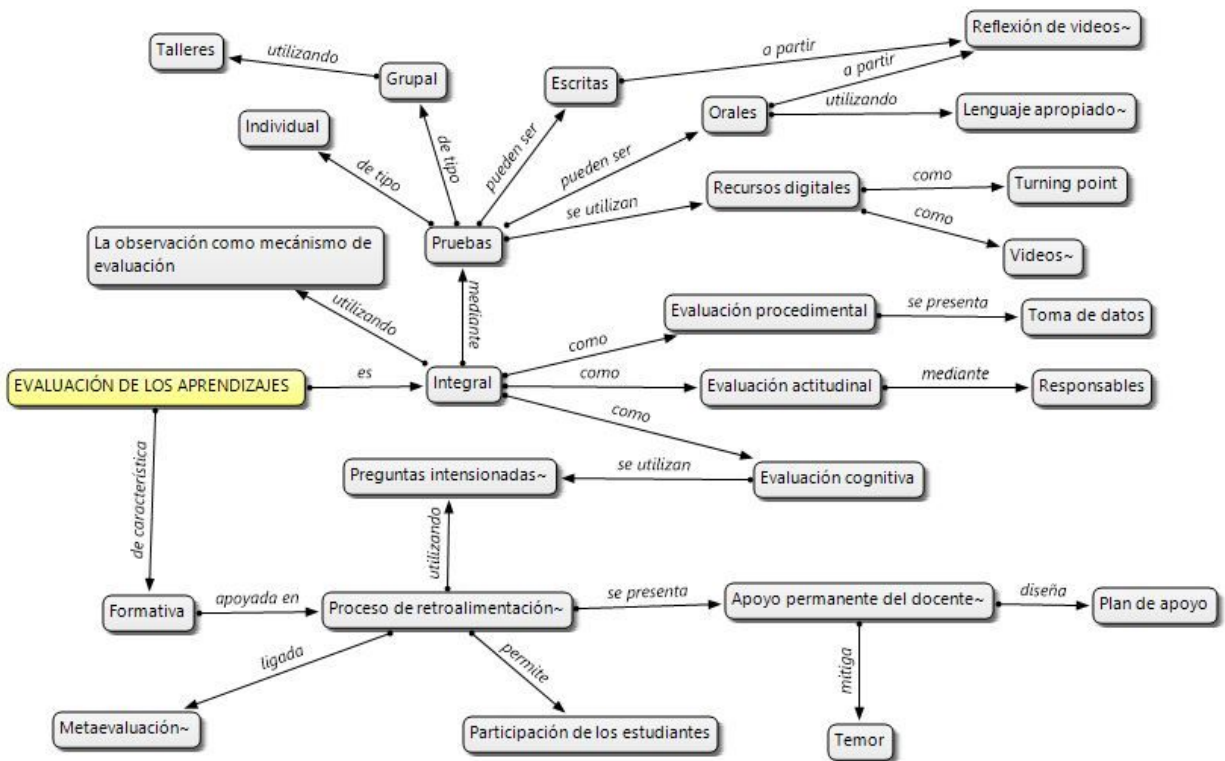 Reflexión de videos~
a partir
Talleres
utilizando
Grupal
Escritas
a partir
Orales
utilizando
Lenguaje apropiado~
Individual
de tipo
de tipo
pueden ser
pueden ser
se utilizan
Recursos digitales
como
Turning point
como
Videos~
La observación como mecánismo de
evaluación
Pruebas
utilizando
mediante
Evaluación procedimental
se presenta
Toma de datos
como
EVALUACIÓN DE LOS APRENDIZAJES
es
Integral
como
Evaluación actitudinal
mediante
Responsables
como
Preguntas intensionadas~
se utilizan
Evaluación cognitiva
de característica
utilizando
Formativa
apoyada en
Proceso de retroalimentación~
se presenta
Apoyo permanente del docente~
diseña
Plan de apoyo
ligada
permite
mitiga
Metaevaluación~
Participación de los estudiantes
Temor